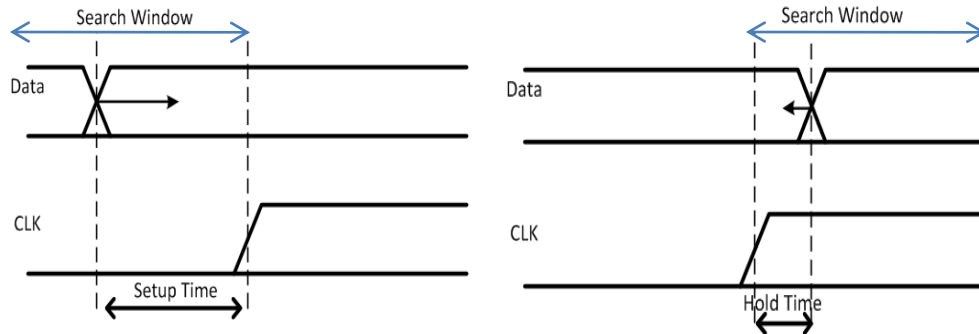 Search Window
Data
CLK
Setup Time
Search Window
Data
CLK
Hold Time